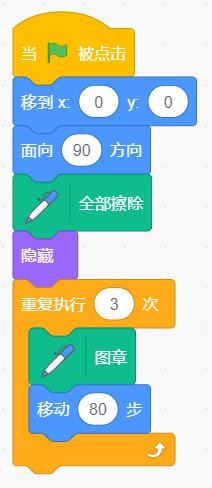 当 被点击
移到 x: 0 y: 0
面向 90 方向
全部擦除
隐藏
重复执行 3 次
图章
移动 80 步